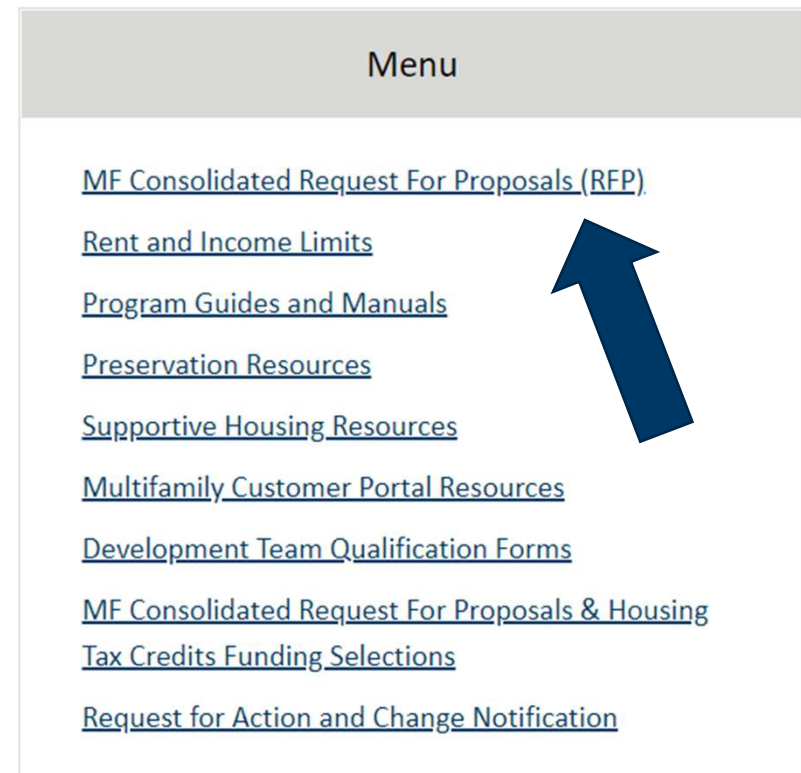 Menu
MF Consolidated Request For Proposals (RFP)
Rent and Income Limits
Program Guides and Manuals
Preservation Resources
Supportive Housing Resources
Multifamily Customer Portal Resources
Development Team Qualification Forms
MF Consolidated Request For Proposals & Housing
Tax Credits Funding Selections
Request for Action and Change Notification